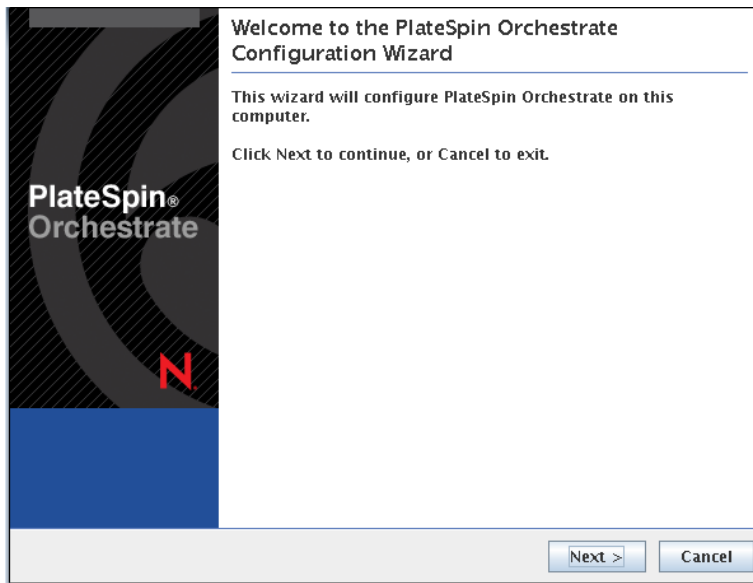 Welcome to the PlateSpin Orchestrate
Configuration Wizard
This wizard will configure PlateSpin Orchestrate on this
computer.
Click Next to continue, or Cancel to exit.
PlateSpin®
Orchestrate
N.
Next >
Cancel